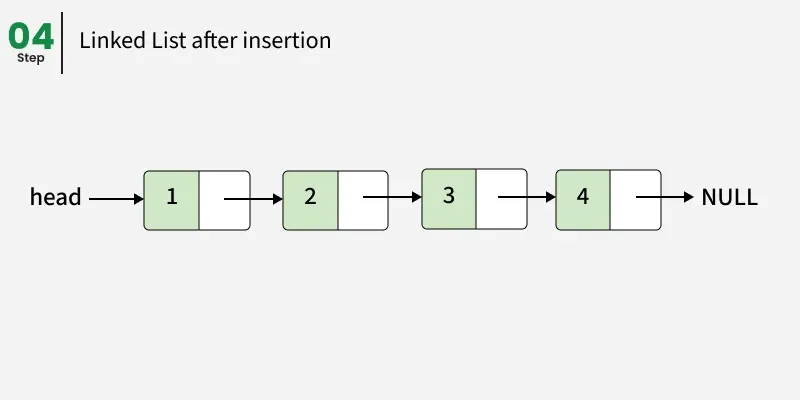 04
Step
Linked List after insertion
head 1 2 3 4 NULL